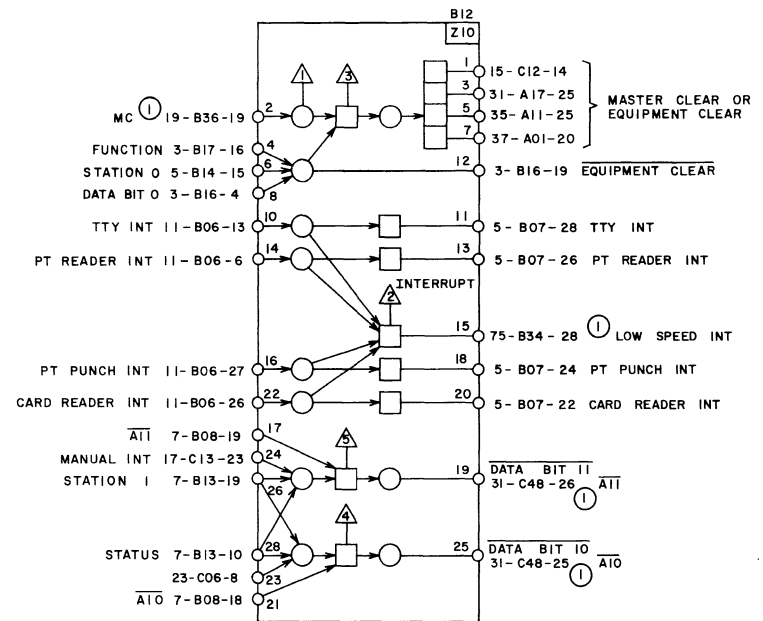 B12
Z10
1 3
MC 1 19-B36-19 2
1 15-C12-14
3 31-A17-25
5 35-A11-25
7 37-A01-20
MASTER CLEAR OR
EQUIPMENT CLEAR
FUNCTION 3-B17-16 4
STATION 0 5-B14-15 6
DATA BIT 0 3-B16-4 8
12 3-B16-19 EQUIPMENT CLEAR
TTY INT 11-B06-13 10
11 5-B07-28 TTY INT
PT READER INT 11-B06-6 14
13 5-B07-26 PT READER INT
INTERRUPT
2
15 75-B34-28 1 LOW SPEED INT
PT PUNCH INT 11-B06-27 16
18 5-B07-24 PT PUNCH INT
CARD READER INT 11-B06-26 22
20 5-B07-22 CARD READER INT
A11 7-B08-19 17
5
MANUAL INT 17-C13-23 24
STATION 1 7-B13-19 26
19 DATA BIT 11
31-C48-26 A11
1
4
STATUS 7-B13-10 28
25 DATA BIT 10
31-C48-25 A10
1
23-C06-8 23
A10 7-B08-18 21